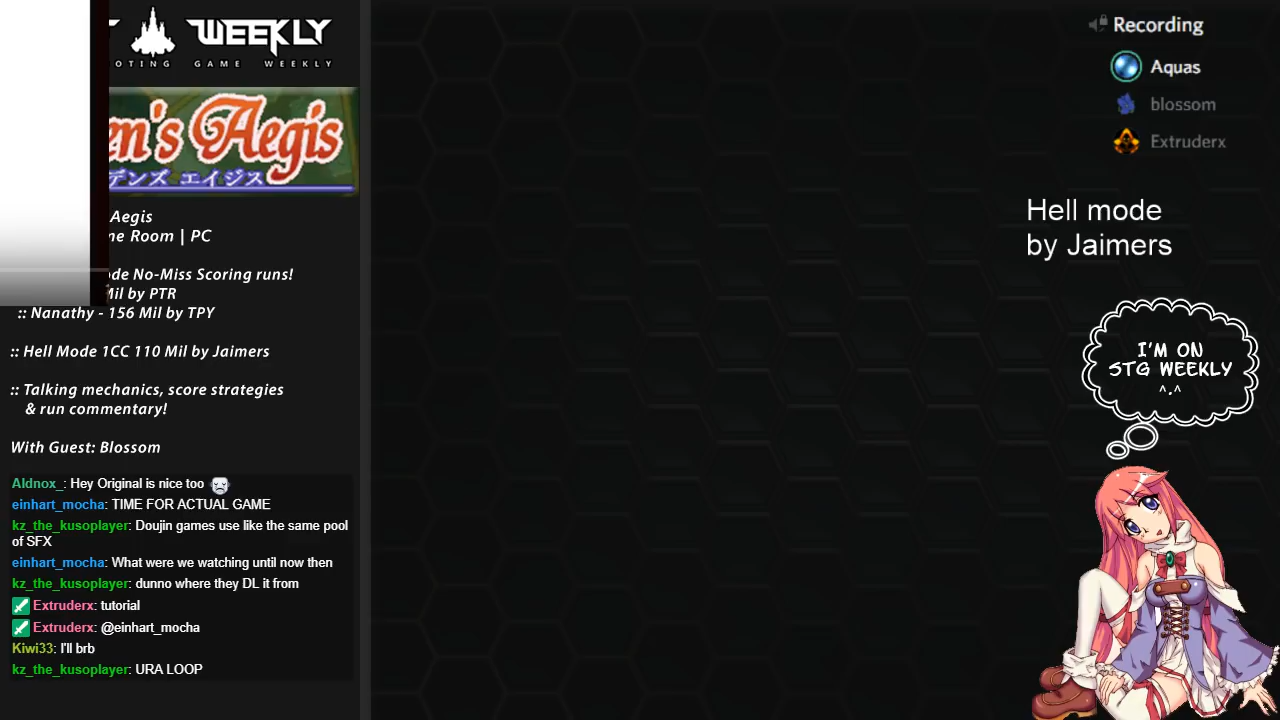 WEEKLY
OTING GAME WEEKLY
en's Aegis
デンズ エイジス
Aegis
me Room | PC
ode No-Miss Scoring runs!
Mil by PTR
:: Nanathy - 156 Mil by TPY
:: Hell Mode 1CC 110 Mil by Jaimers
:: Talking mechanics, score strategies
& run commentary!
With Guest: Blossom
Aldnox_: Hey Original is nice too
einhart_mocha: TIME FOR ACTUAL GAME
kz_the_kusoplayer: Doujin games use like the same pool
of SFX
einhart_mocha: What were we watching until now then
kz_the_kusoplayer: dunno where they DL it from
Extruderx: tutorial
Extruderx: @einhart_mocha
Kiwi33: I'll brb
kz_the_kusoplayer: URA LOOP
Recording
Aquas
blossom
Extruderx
Hell mode
by Jaimers
I'M ON
STG WEEKLY
^.^